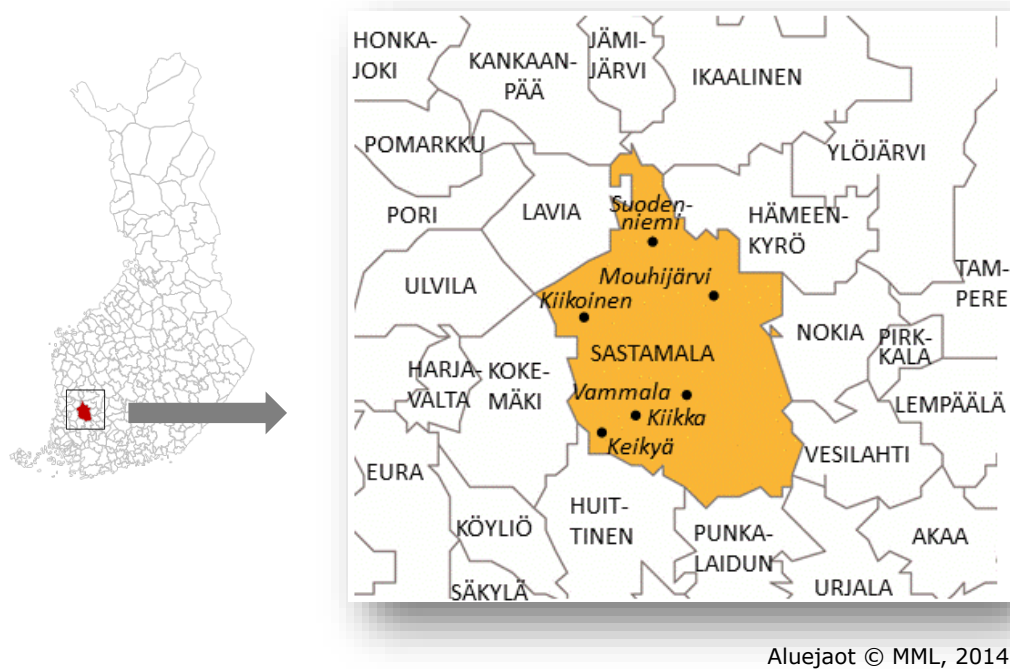 HONKA-
JOKI
KANKAAN-
PÄÄ
JÄMI-
JÄRVI
IKAALINEN
POMARKKU
YLÖJÄRVI
PORI
LAVIA
Suoden-
niemi
HÄMEEN-
KYRÖ
ULVILA
Mouhijärvi
TAM-
PERE
Kiikoinen
NOKIA
PIRK-
KALA
SASTAMALA
HARJA-
VALTA
KOKE-
MÄKI
Vammala
LEMPÄÄLÄ
Kiikka
Keikyä
VESILAHTI
EURA
HUIT-
TINEN
KÖYLIÖ
PUNKA-
LAIDUN
AKAA
SÄKYLÄ
URJALA
Aluejaot © MML, 2014